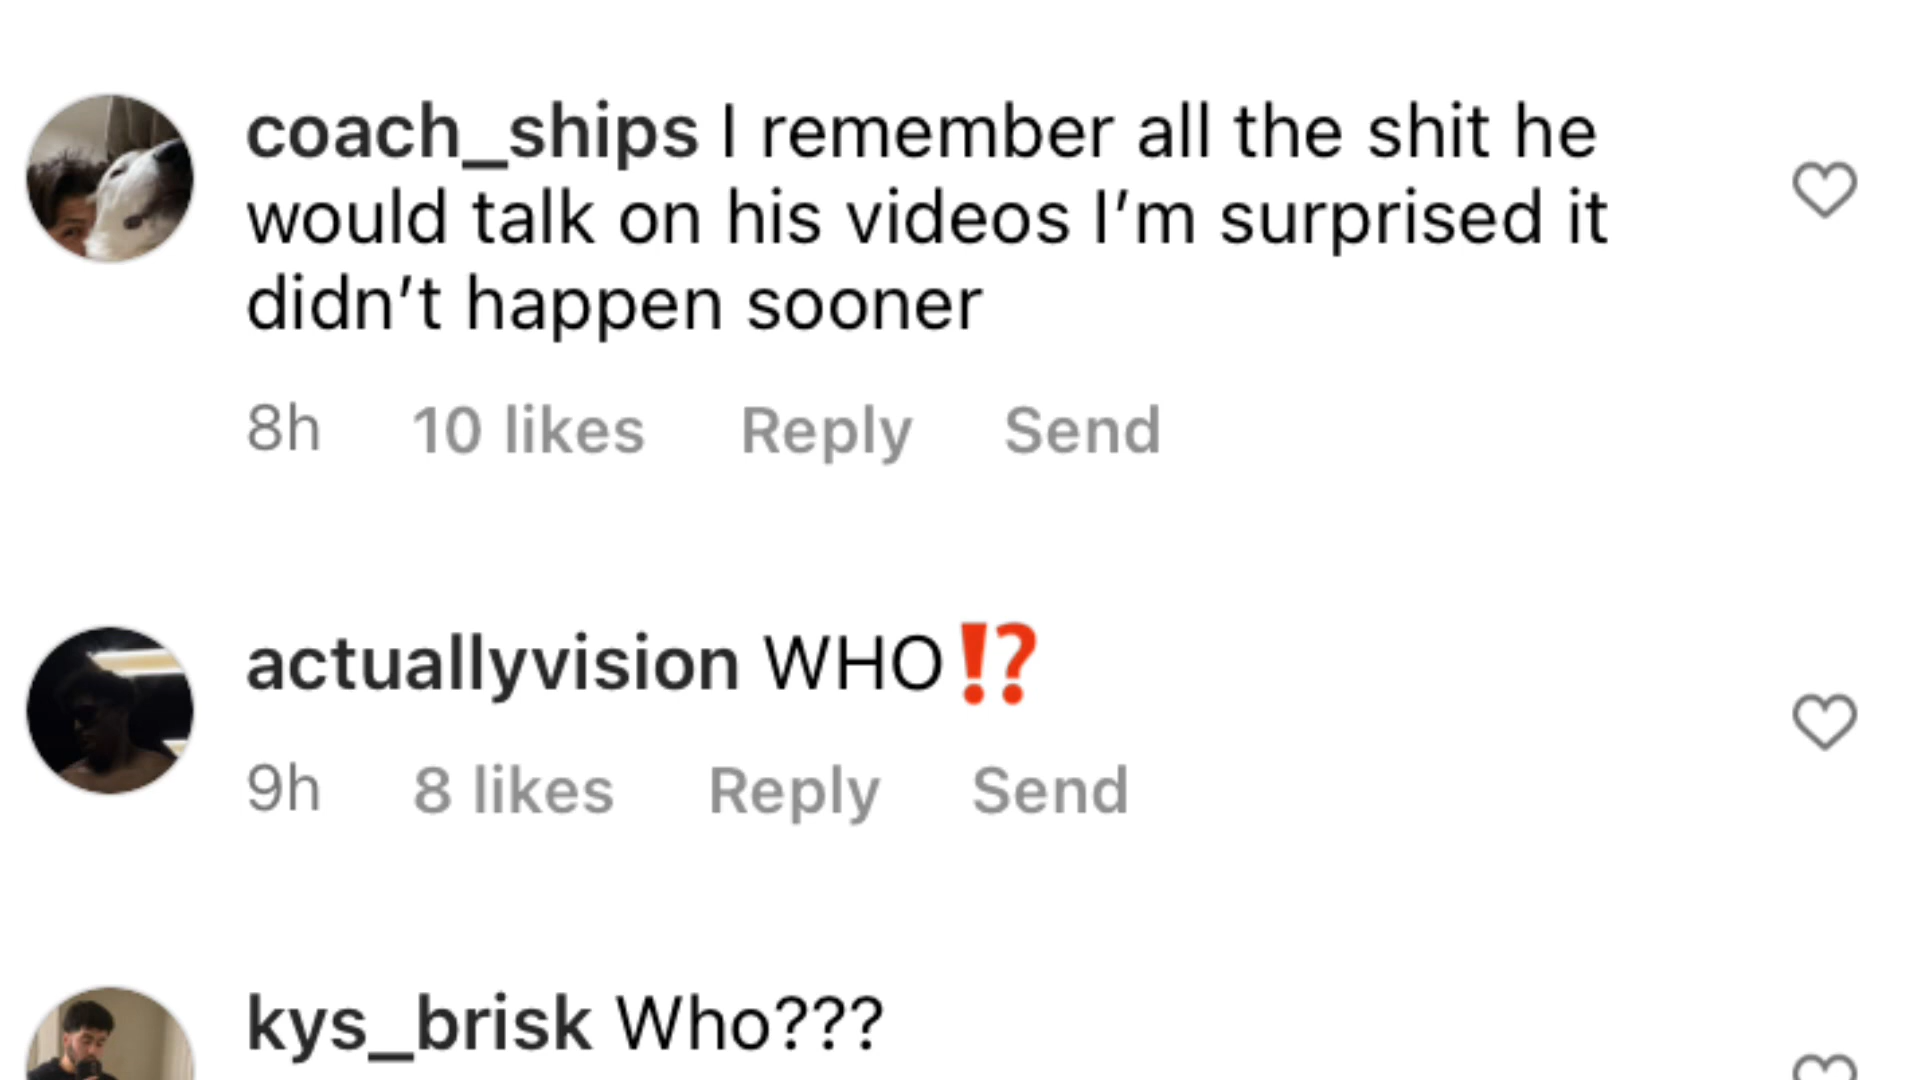 coach_ships I remember all the shit he
would talk on his videos I’m surprised it
didn’t happen sooner
8h 10 likes Reply Send
actuallyvision WHO⁉️
9h 8 likes Reply Send
kys_brisk Who???